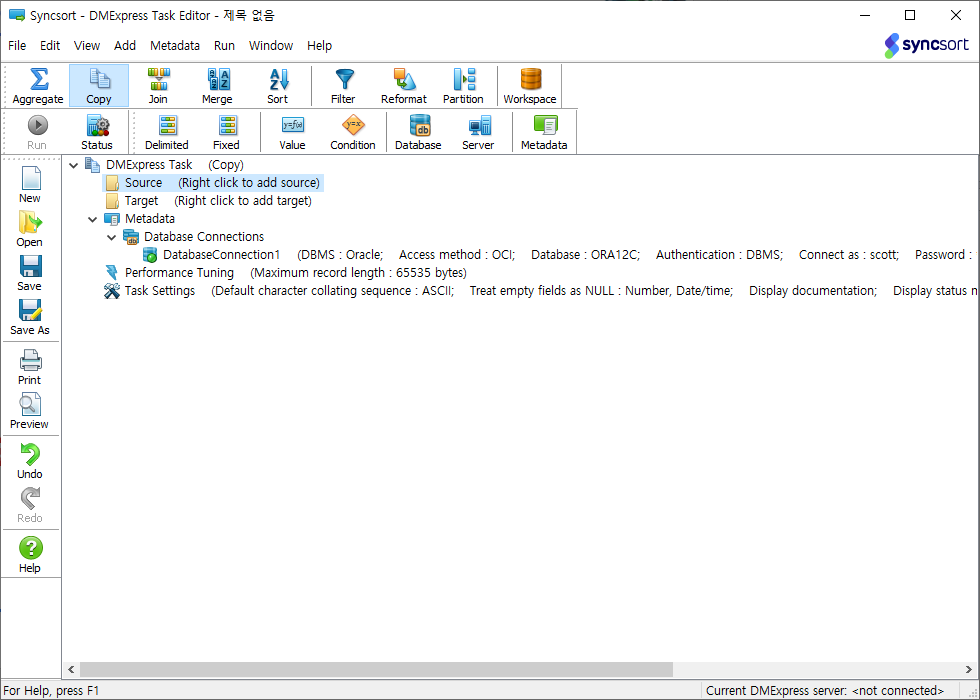 Syncsort - DMExpress Task Editor - 제목 없음
File Edit View Add Metadata Run Window Help
syncsort
Aggregate Copy Join Merge Sort Filter Reformat Partition Workspace
Run Status Delimited Fixed Value Condition Database Server Metadata
New
Open
Save
Save As
Print
Preview
Undo
Redo
Help
DMExpress Task (Copy)
Source (Right click to add source)
Target (Right click to add target)
Metadata
Database Connections
DatabaseConnection1 (DBMS : Oracle; Access method : OCI; Database : ORA12C; Authentication : DBMS; Connect as : scott; Password :
Performance Tuning (Maximum record length : 65535 bytes)
Task Settings (Default character collating sequence : ASCII; Treat empty fields as NULL : Number, Date/time; Display documentation; Display status n
For Help, press F1
Current DMExpress server: <not connected>